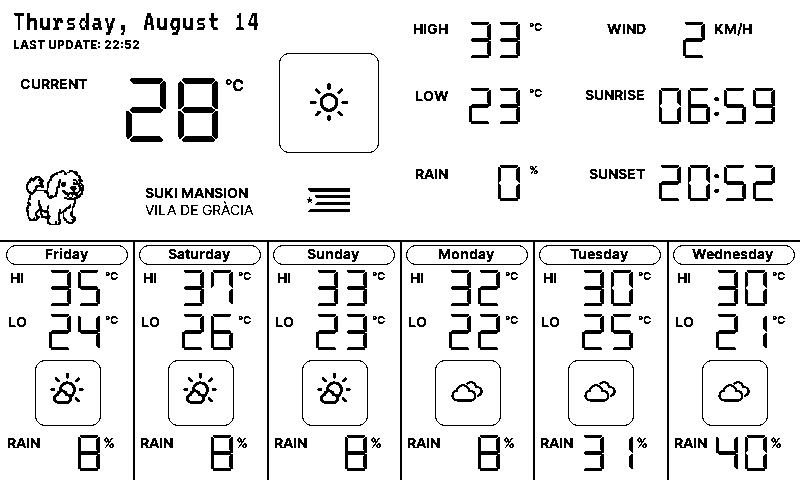 Thursday, August 14
LAST UPDATE: 22:52
CURRENT 28 °C
SUKI MANSION
VILA DE GRÀCIA
HIGH 33 °C
LOW 23 °C
RAIN 0 %
WIND 2 KM/H
SUNRISE 06:59
SUNSET 20:52
Friday
HI 35 °C
LO 24 °C
RAIN 8 %
Saturday
HI 37 °C
LO 26 °C
RAIN 8 %
Sunday
HI 33 °C
LO 23 °C
RAIN 8 %
Monday
HI 32 °C
LO 22 °C
RAIN 8 %
Tuesday
HI 30 °C
LO 25 °C
RAIN 31 %
Wednesday
HI 30 °C
LO 21 °C
RAIN 40 %